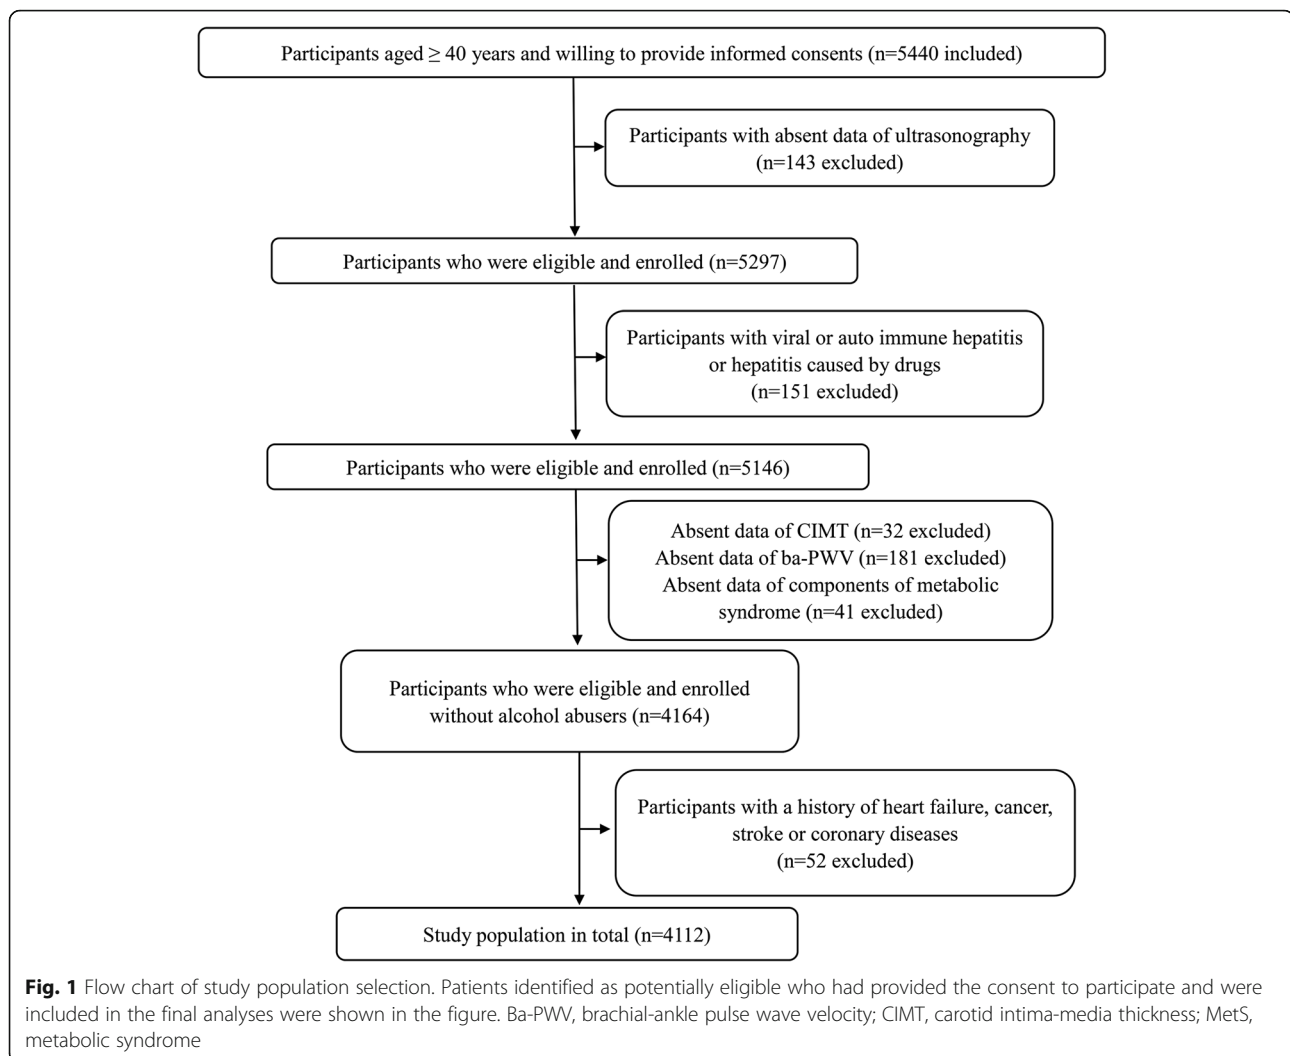 Participants aged ≥ 40 years and willing to provide informed consents (n=5440 included)
Participants with absent data of ultrasonography
(n=143 excluded)
Participants who were eligible and enrolled (n=5297)
Participants with viral or auto immune hepatitis
or hepatitis caused by drugs
(n=151 excluded)
Participants who were eligible and enrolled (n=5146)
Absent data of CIMT (n=32 excluded)
Absent data of ba-PWV (n=181 excluded)
Absent data of components of metabolic
syndrome (n=41 excluded)
Participants who were eligible and enrolled
without alcohol abusers (n=4164)
Participants with a history of heart failure, cancer,
stroke or coronary diseases
(n=52 excluded)
Study population in total (n=4112)
Fig. 1 Flow chart of study population selection. Patients identified as potentially eligible who had provided the consent to participate and were
included in the final analyses were shown in the figure. Ba-PWV, brachial-ankle pulse wave velocity; CIMT, carotid intima-media thickness; MetS,
metabolic syndrome